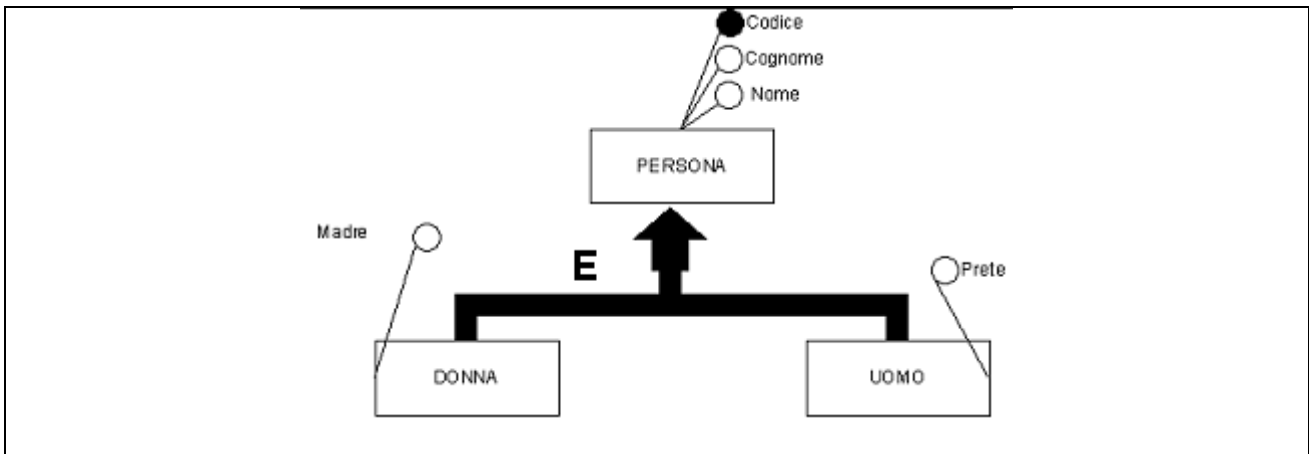 Codice
Cognome
Nome
PERSONA
Madre
E
Prete
DONNA
UOMO